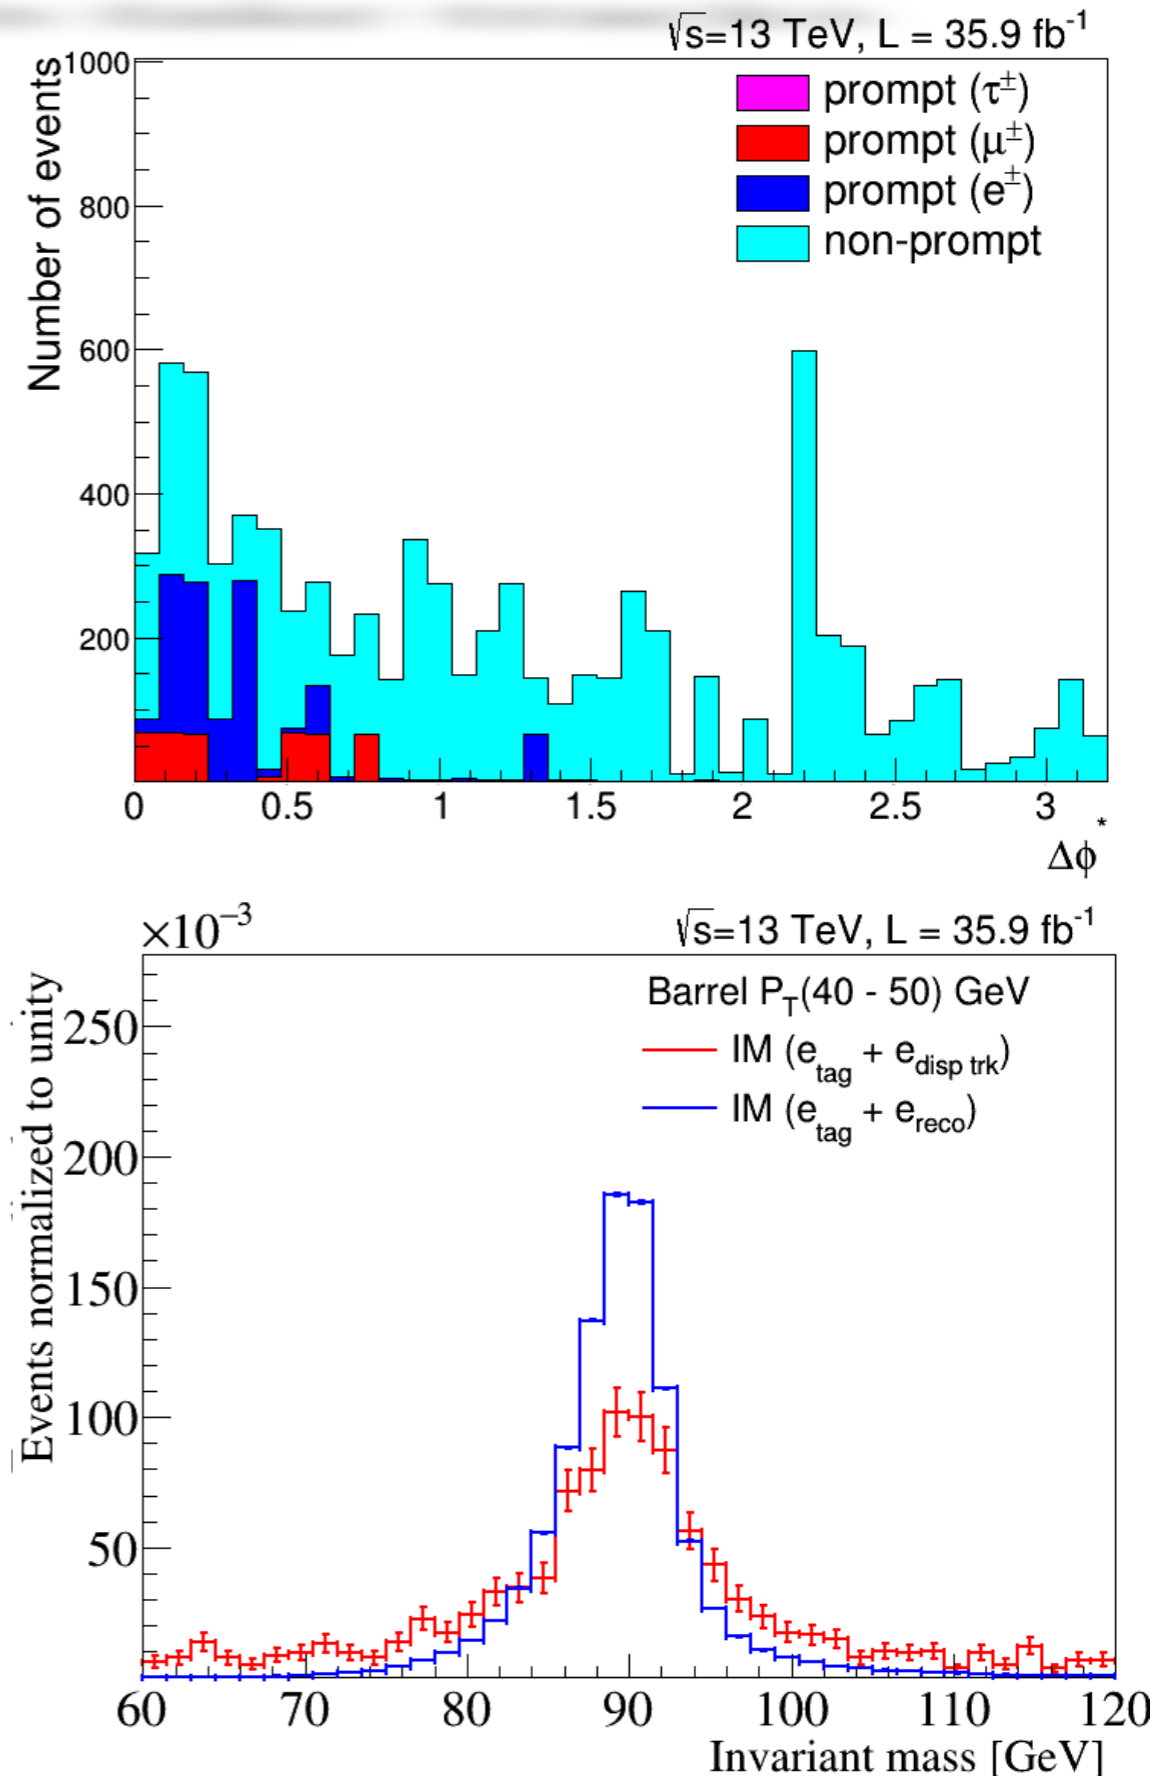 √s=13 TeV, L = 35.9 fb⁻¹
Number of events
1000
800
600
400
200
prompt (τ±)
prompt (μ±)
prompt (e±)
non-prompt
0 0.5 1 1.5 2 2.5 3
Δϕ*
×10⁻³
√s=13 TeV, L = 35.9 fb⁻¹
Events normalized to unity
250
200
150
100
50
Barrel P_T(40 - 50) GeV
IM (e_tag + e_disp trk)
IM (e_tag + e_reco)
60 70 80 90 100 110 120
Invariant mass [GeV]